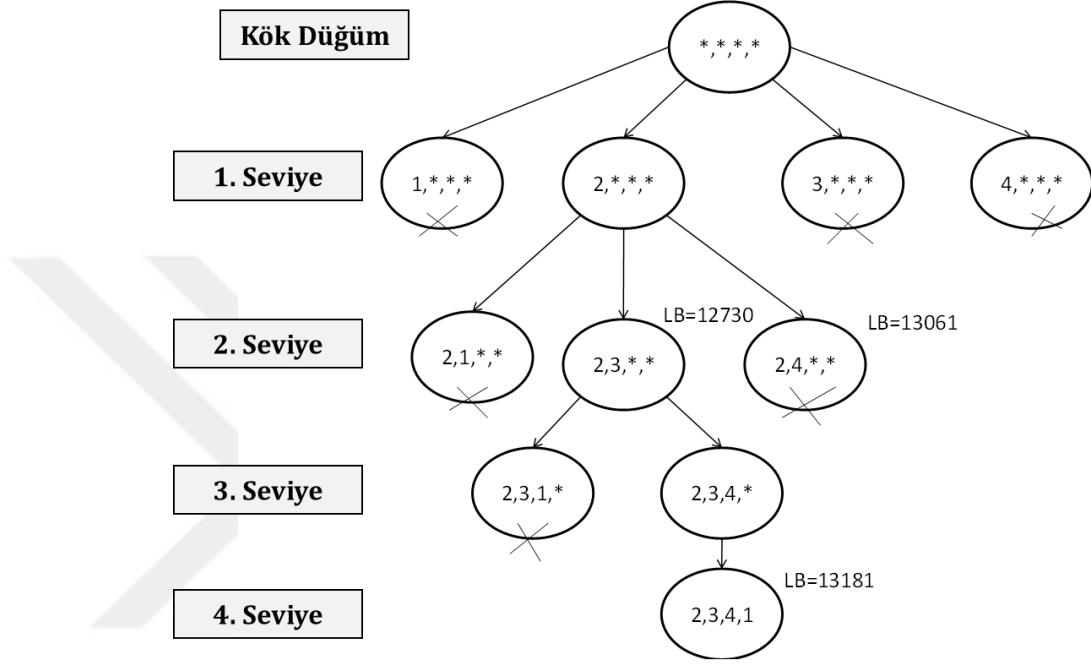 Kök Düğüm
*,*,*,*
1. Seviye
1,*,*,*
2,*,*,*
3,*,*,*
4,*,*,*
2. Seviye
2,1,*,*
LB=12730
2,3,*,*
LB=13061
2,4,*,*
3. Seviye
2,3,1,*
2,3,4,*
4. Seviye
LB=13181
2,3,4,1